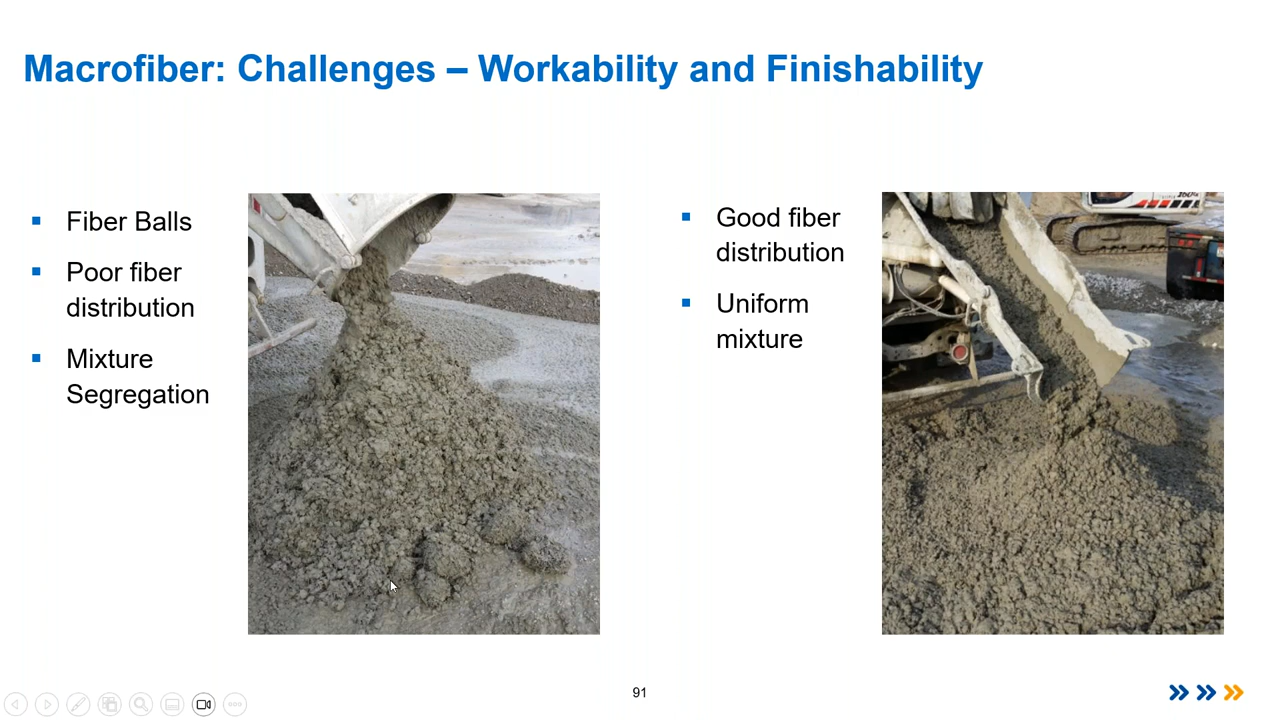 Macrofiber: Challenges – Workability and Finishability
Fiber Balls
Poor fiber
distribution
Mixture
Segregation
Good fiber
distribution
Uniform
mixture
91